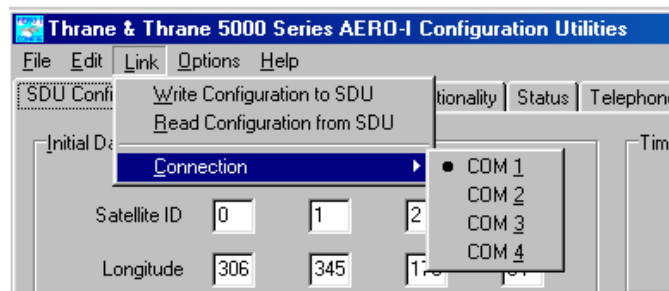 Thrane & Thrane 5000 Series AERO-I Configuration Utilities
File Edit Link Options Help
SDU Confi
Write Configuration to SDU
Read Configuration from SDU
Connection
COM 1
COM 2
COM 3
COM 4
tionality Status Telephon
Initial Da
Tim
Satellite ID 0 1 2
Longitude 306 345